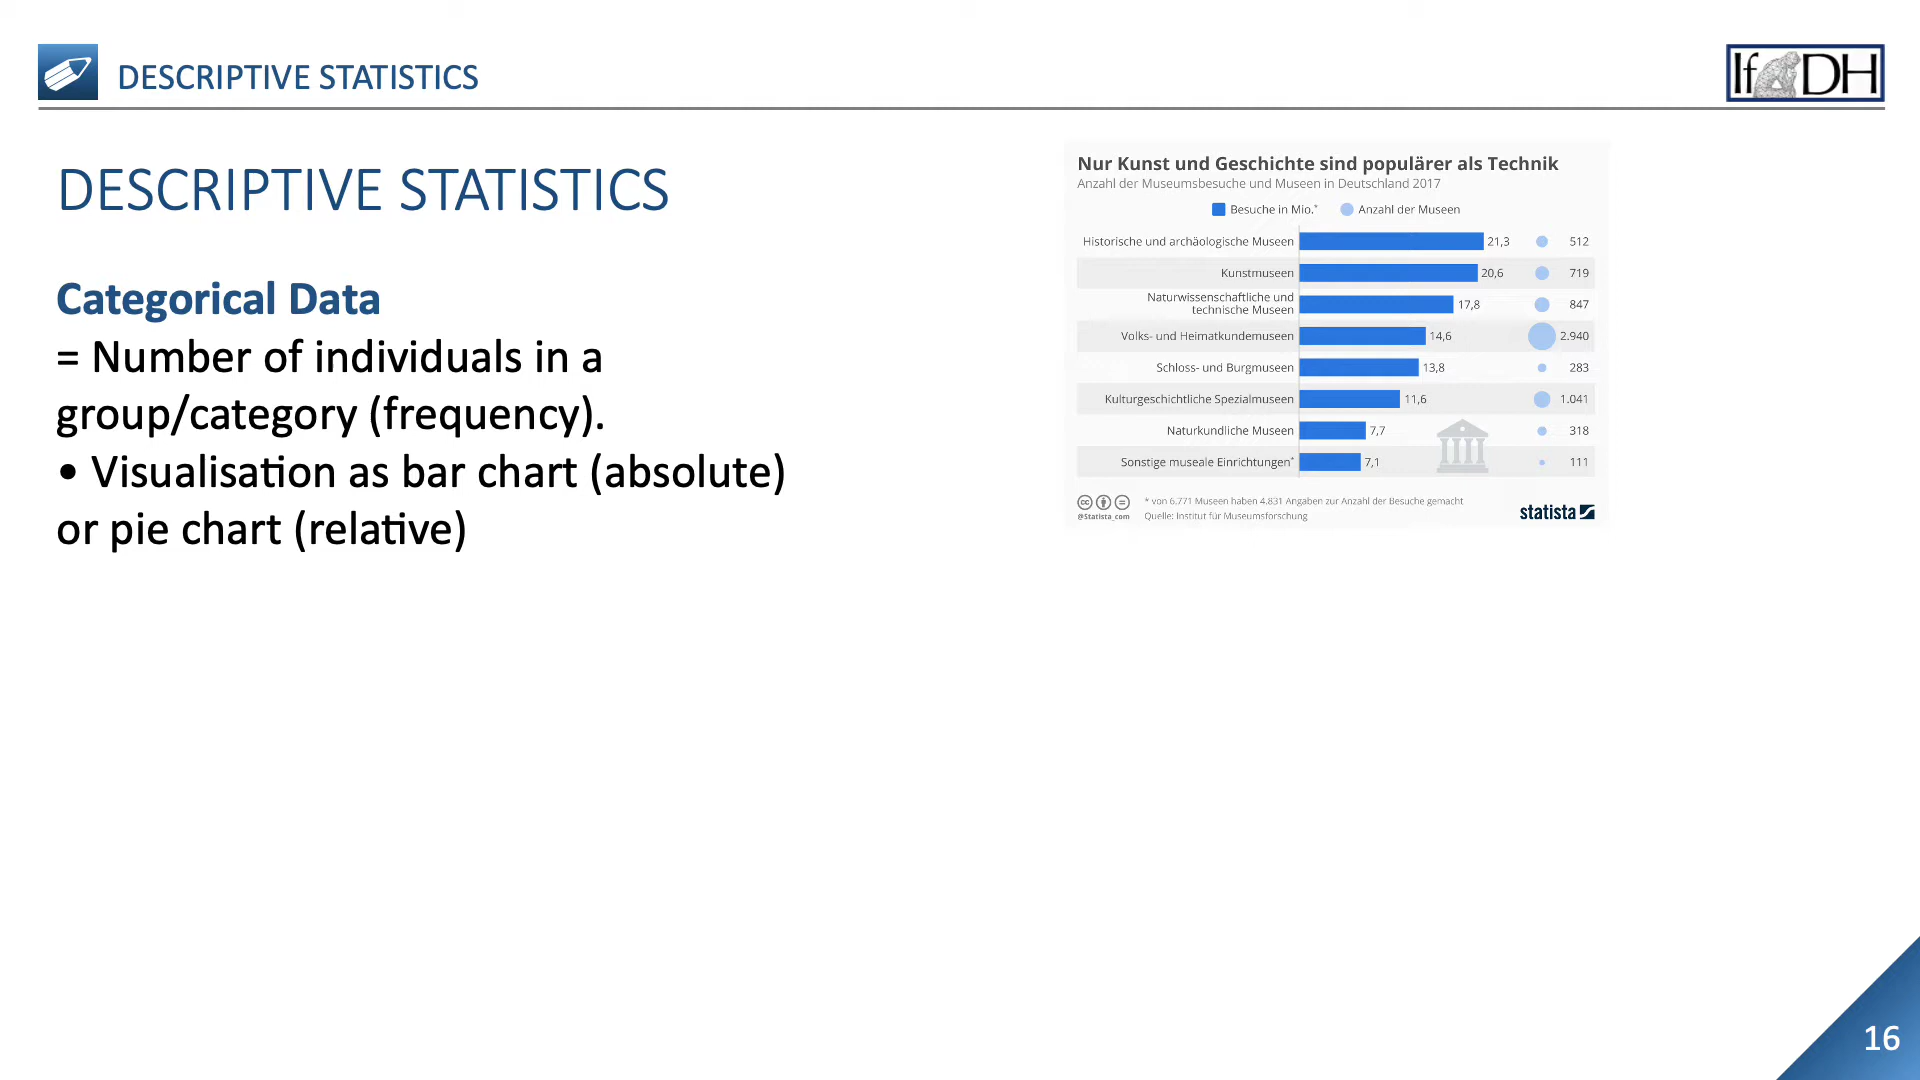 DESCRIPTIVE STATISTICS
IfDH
DESCRIPTIVE STATISTICS
Categorical Data
= Number of individuals in a
group/category (frequency).
• Visualisation as bar chart (absolute)
or pie chart (relative)
Nur Kunst und Geschichte sind populärer als Technik
Anzahl der Museumsbesuche und Museen in Deutschland 2017
Besuche in Mio.* Anzahl der Museen
Historische und archäologische Museen 21,3 512
Kunstmuseen 20,6 719
Naturwissenschaftliche und
technische Museen 17,8 847
Volks- und Heimatkundemuseen 14,6 2.940
Schloss- und Burgmuseen 13,8 283
Kulturgeschichtliche Spezialmuseen 11,6 1.041
Naturkundliche Museen 7,7 318
Sonstige museale Einrichtungen* 7,1 111
* von 6.771 Museen haben 4.831 Angaben zur Anzahl der Besuche gemacht
@Statista_com Quelle: Institut für Museumsforschung
statista
16